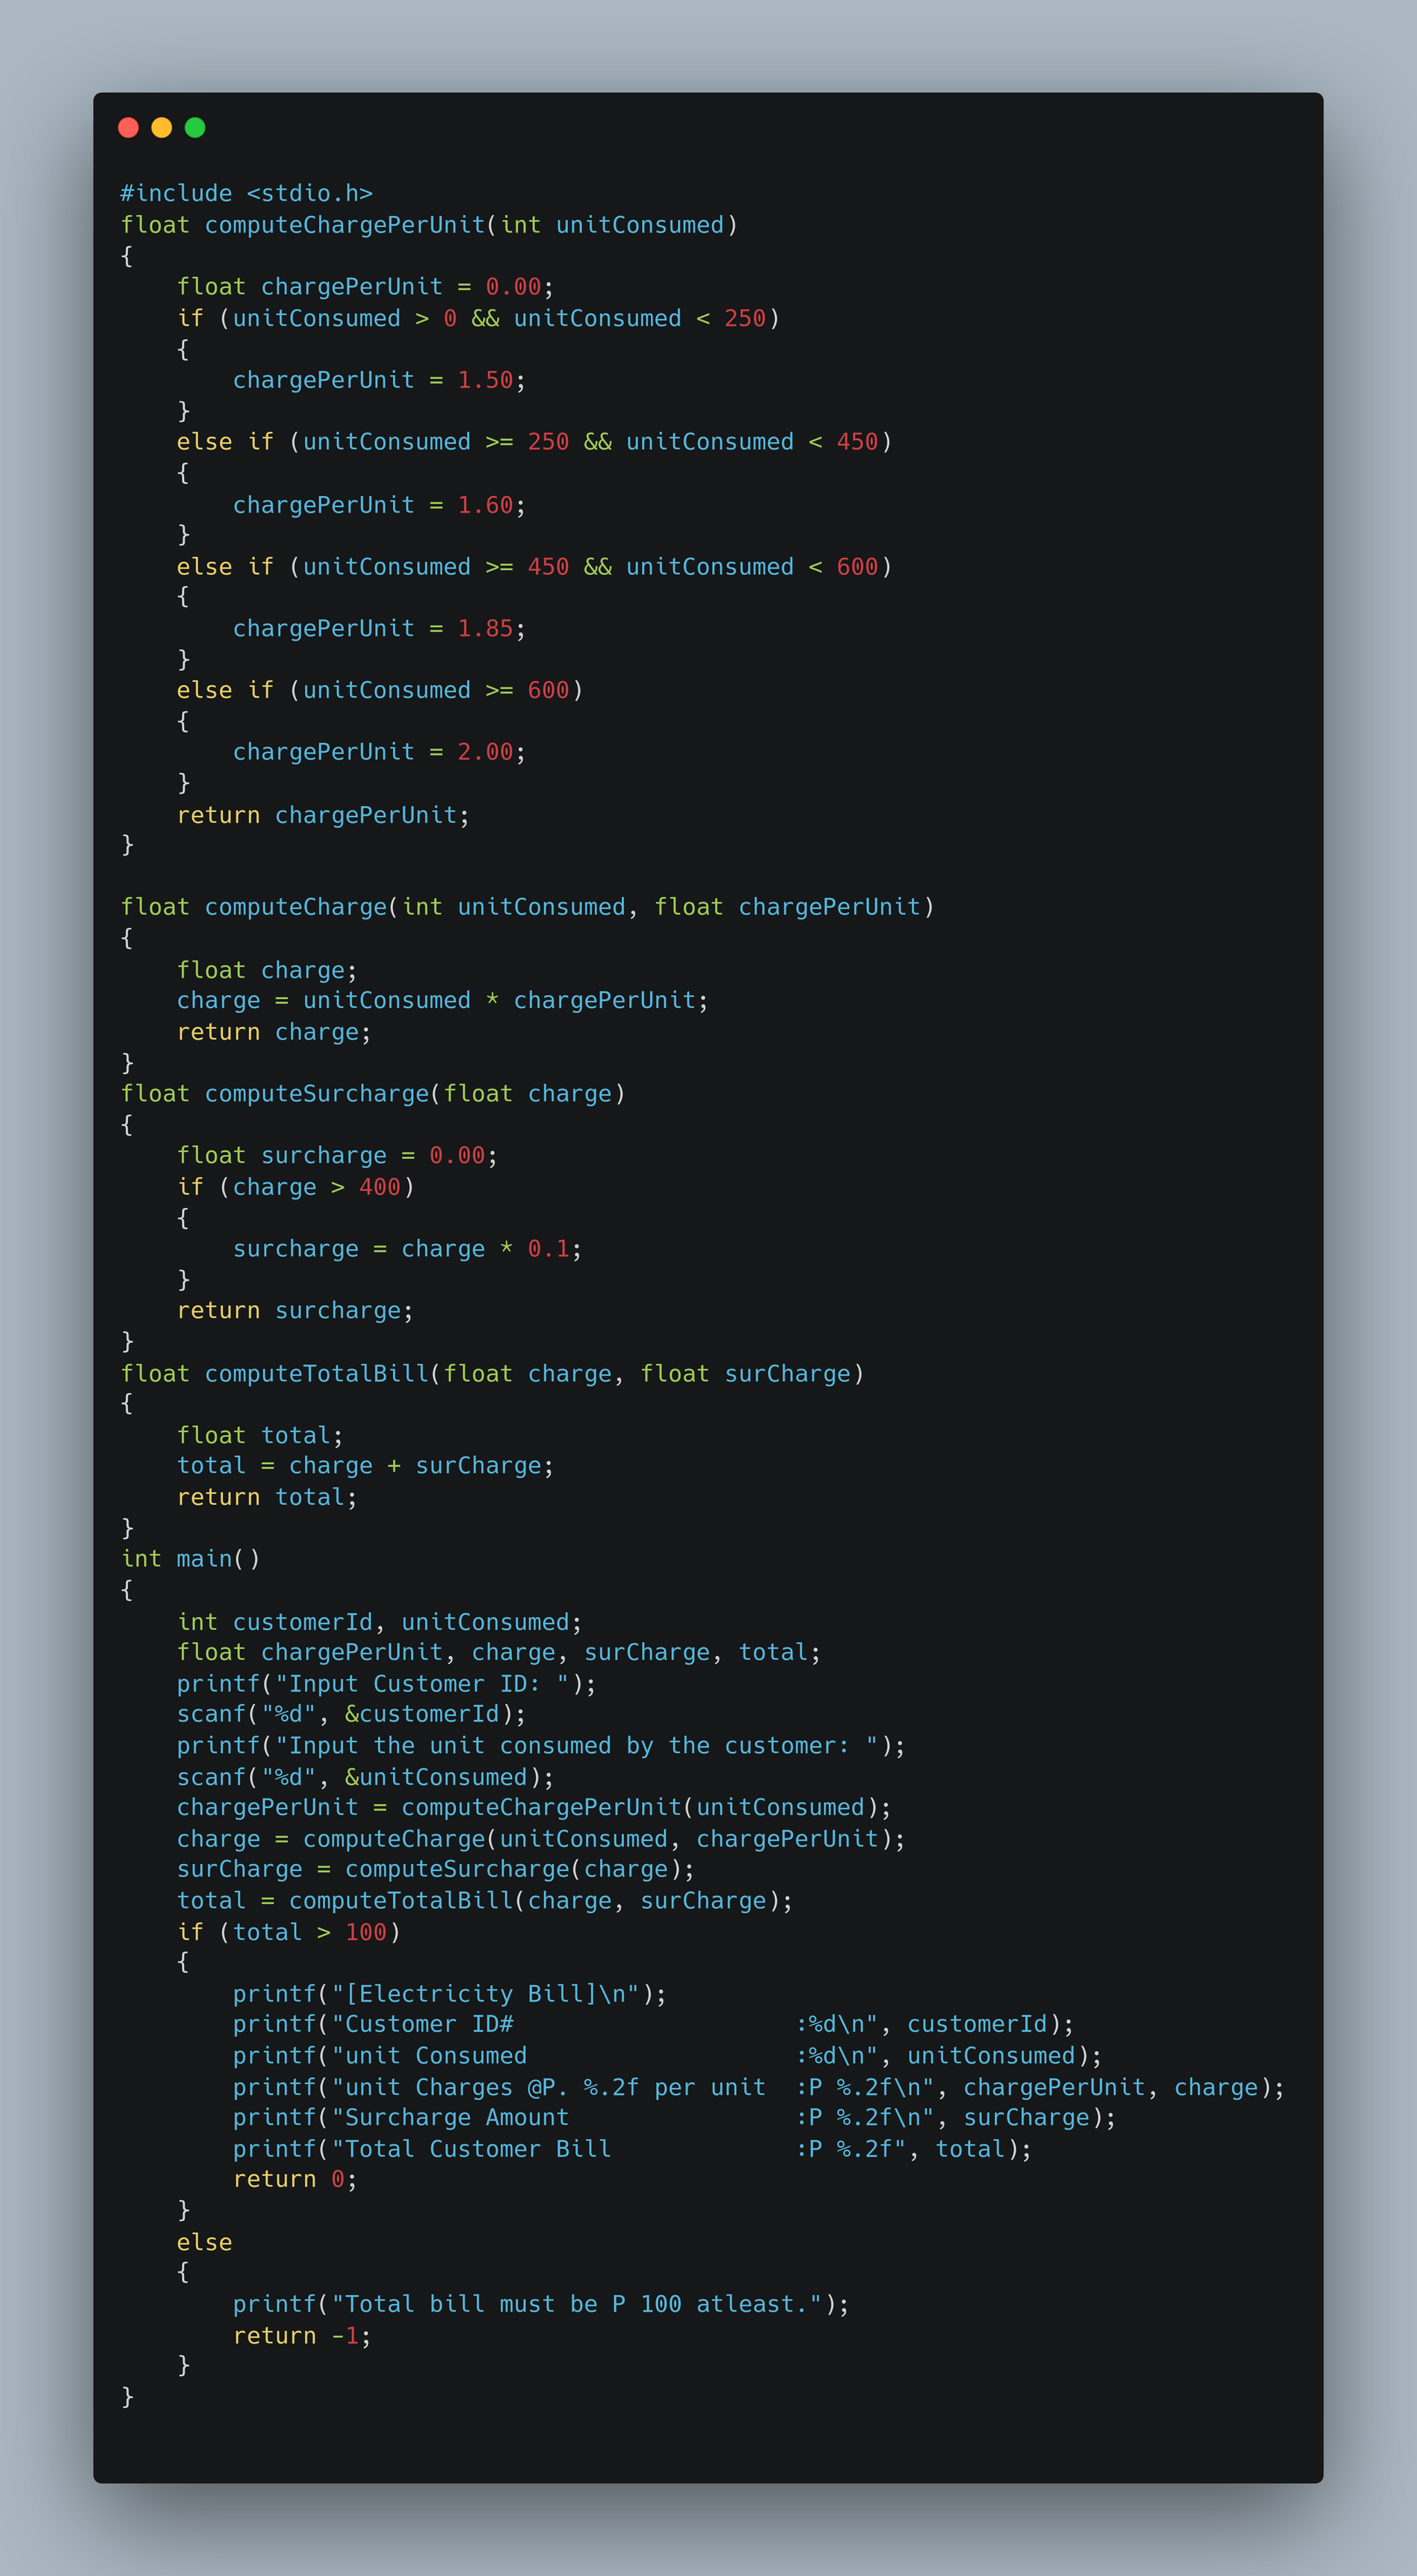 #include <stdio.h>
float computeChargePerUnit(int unitConsumed)
{
    float chargePerUnit = 0.00;
    if (unitConsumed > 0 && unitConsumed < 250)
    {
        chargePerUnit = 1.50;
    }
    else if (unitConsumed >= 250 && unitConsumed < 450)
    {
        chargePerUnit = 1.60;
    }
    else if (unitConsumed >= 450 && unitConsumed < 600)
    {
        chargePerUnit = 1.85;
    }
    else if (unitConsumed >= 600)
    {
        chargePerUnit = 2.00;
    }
    return chargePerUnit;
}

float computeCharge(int unitConsumed, float chargePerUnit)
{
    float charge;
    charge = unitConsumed * chargePerUnit;
    return charge;
}
float computeSurcharge(float charge)
{
    float surcharge = 0.00;
    if (charge > 400)
    {
        surcharge = charge * 0.1;
    }
    return surcharge;
}
float computeTotalBill(float charge, float surCharge)
{
    float total;
    total = charge + surCharge;
    return total;
}
int main()
{
    int customerId, unitConsumed;
    float chargePerUnit, charge, surCharge, total;
    printf("Input Customer ID: ");
    scanf("%d", &customerId);
    printf("Input the unit consumed by the customer: ");
    scanf("%d", &unitConsumed);
    chargePerUnit = computeChargePerUnit(unitConsumed);
    charge = computeCharge(unitConsumed, chargePerUnit);
    surCharge = computeSurcharge(charge);
    total = computeTotalBill(charge, surCharge);
    if (total > 100)
    {
        printf("[Electricity Bill]\n");
        printf("Customer ID#                    :%d\n", customerId);
        printf("unit Consumed                   :%d\n", unitConsumed);
        printf("unit Charges @P. %.2f per unit  :P %.2f\n", chargePerUnit, charge);
        printf("Surcharge Amount                :P %.2f\n", surCharge);
        printf("Total Customer Bill             :P %.2f", total);
        return 0;
    }
    else
    {
        printf("Total bill must be P 100 atleast.");
        return -1;
    }
}